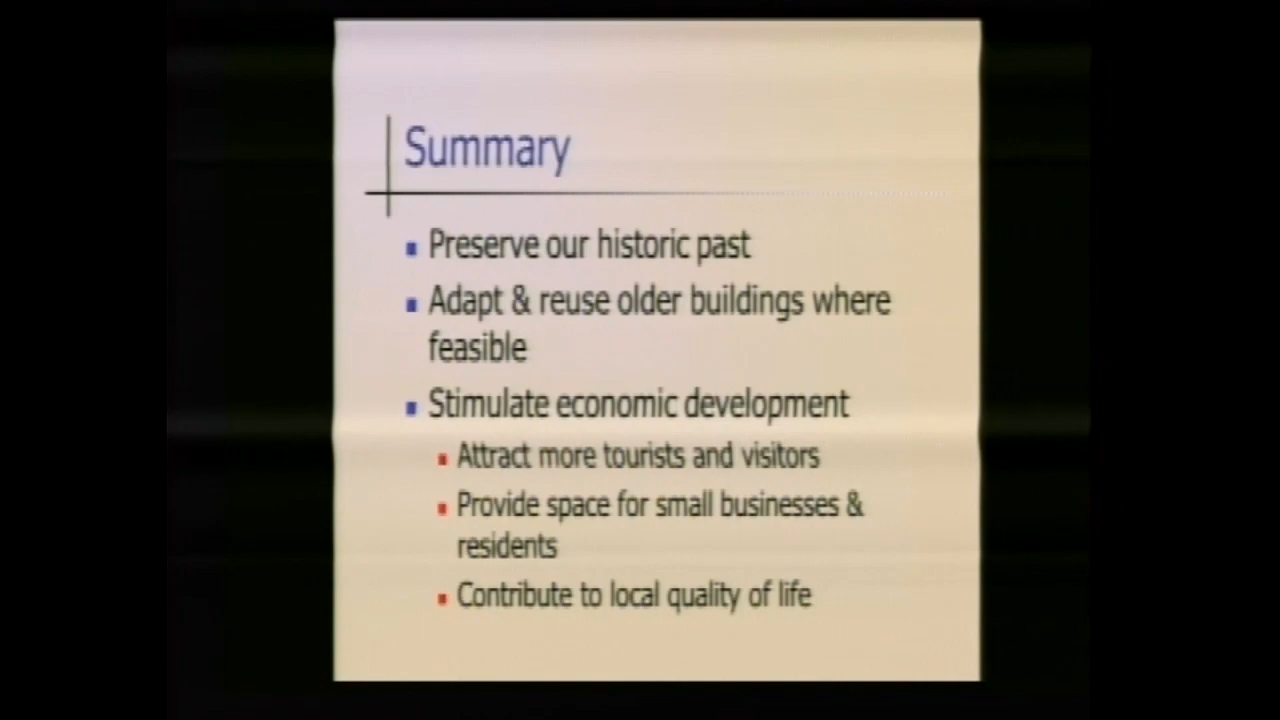 Summary
Preserve our historic past
Adapt & reuse older buildings where
feasible
Stimulate economic development
Attract more tourists and visitors
Provide space for small businesses &
residents
Contribute to local quality of life